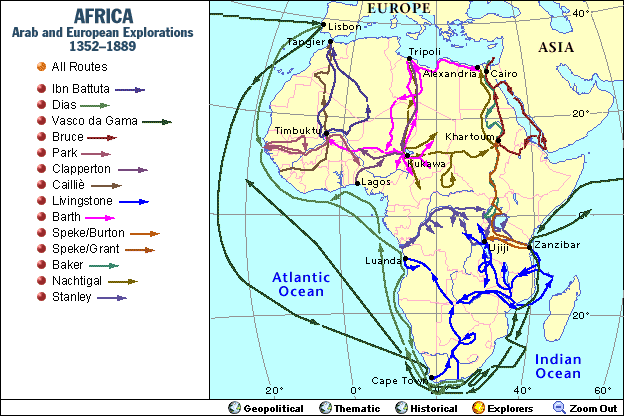 AFRICA
Arab and European Explorations
1352–1889
All Routes
Ibn Battuta
Dias
Vasco da Gama
Bruce
Park
Clapperton
Cailliè
Livingstone
Barth
Speke/Burton
Speke/Grant
Baker
Nachtigal
Stanley
EUROPE
40°
Lisbon
Tangier
Tripoli
ASIA
Alexandria
Cairo
20°
Timbuktu
Khartoum
Kukawa
Lagos
0°
Ujiji
Zanzibar
Luanda
Atlantic
Ocean
20°
Indian
Ocean
Cape Town
20°
0°
20°
40°
60°
Geopolitical
Thematic
Historical
Explorers
Zoom Out